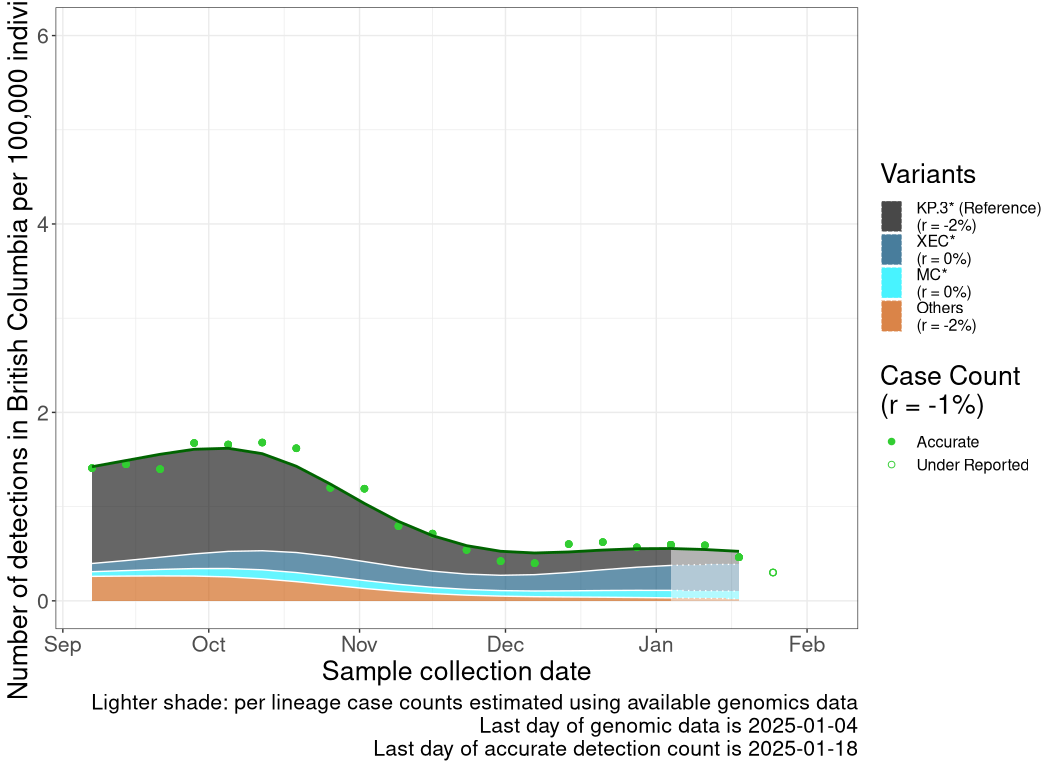 Number of detections in British Columbia per 100,000
6
4
2
0
Sep Oct Nov Dec Jan Feb
Sample collection date
Lighter shade: per lineage case counts estimated using available genomics data
Last day of genomic data is 2025-01-04
Last day of accurate detection count is 2025-01-18
Variants
KP.3* (Reference)
(r = -2%)
XEC*
(r = 0%)
MC*
(r = 0%)
Others
(r = -2%)
Case Count
(r = -1%)
Accurate
Under Reported